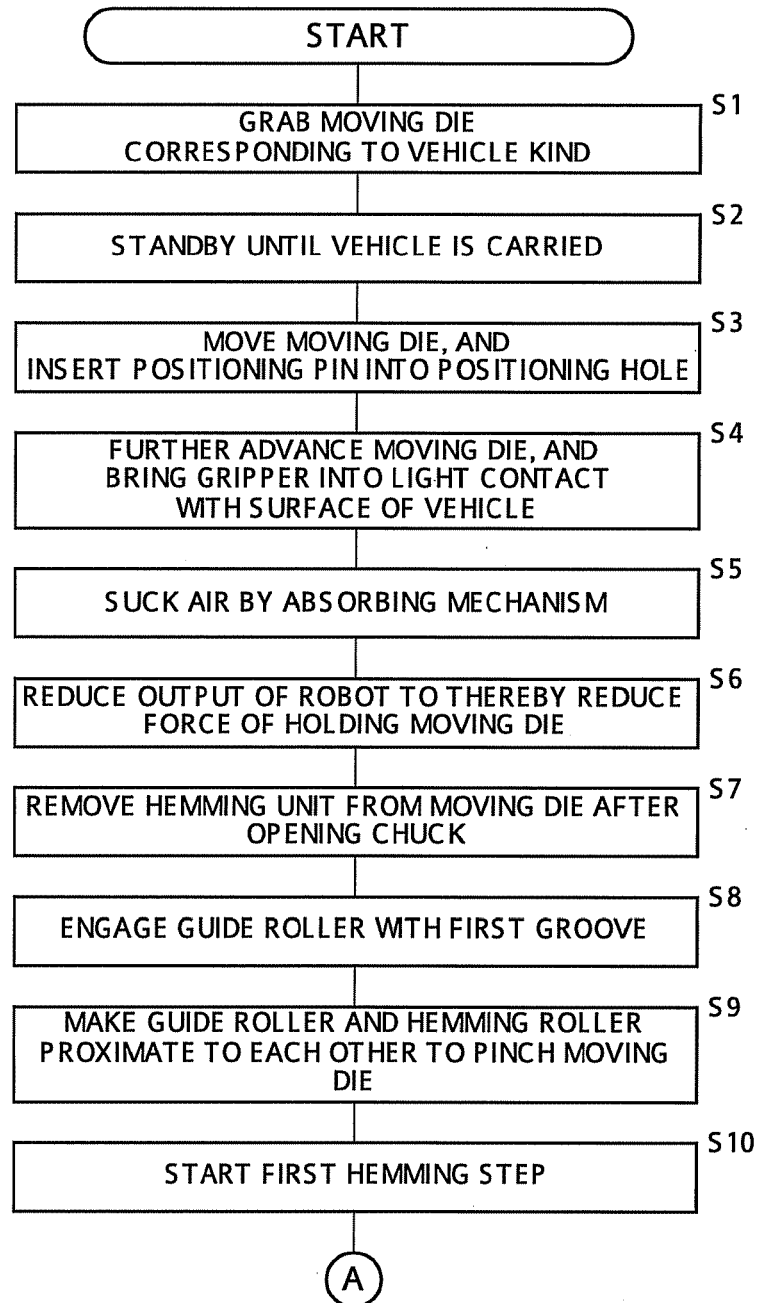 START
S1
GRAB MOVING DIE
CORRESPONDING TO VEHICLE KIND
S2
STANDBY UNTIL VEHICLE IS CARRIED
S3
MOVE MOVING DIE, AND
INSERT POSITIONING PIN INTO POSITIONING HOLE
S4
FURTHER ADVANCE MOVING DIE, AND
BRING GRIPPER INTO LIGHT CONTACT
WITH SURFACE OF VEHICLE
S5
SUCK AIR BY ABSORBING MECHANISM
S6
REDUCE OUTPUT OF ROBOT TO THEREBY REDUCE
FORCE OF HOLDING MOVING DIE
S7
REMOVE HEMMING UNIT FROM MOVING DIE AFTER
OPENING CHUCK
S8
ENGAGE GUIDE ROLLER WITH FIRST GROOVE
S9
MAKE GUIDE ROLLER AND HEMMING ROLLER
PROXIMATE TO EACH OTHER TO PINCH MOVING
DIE
S10
START FIRST HEMMING STEP
A